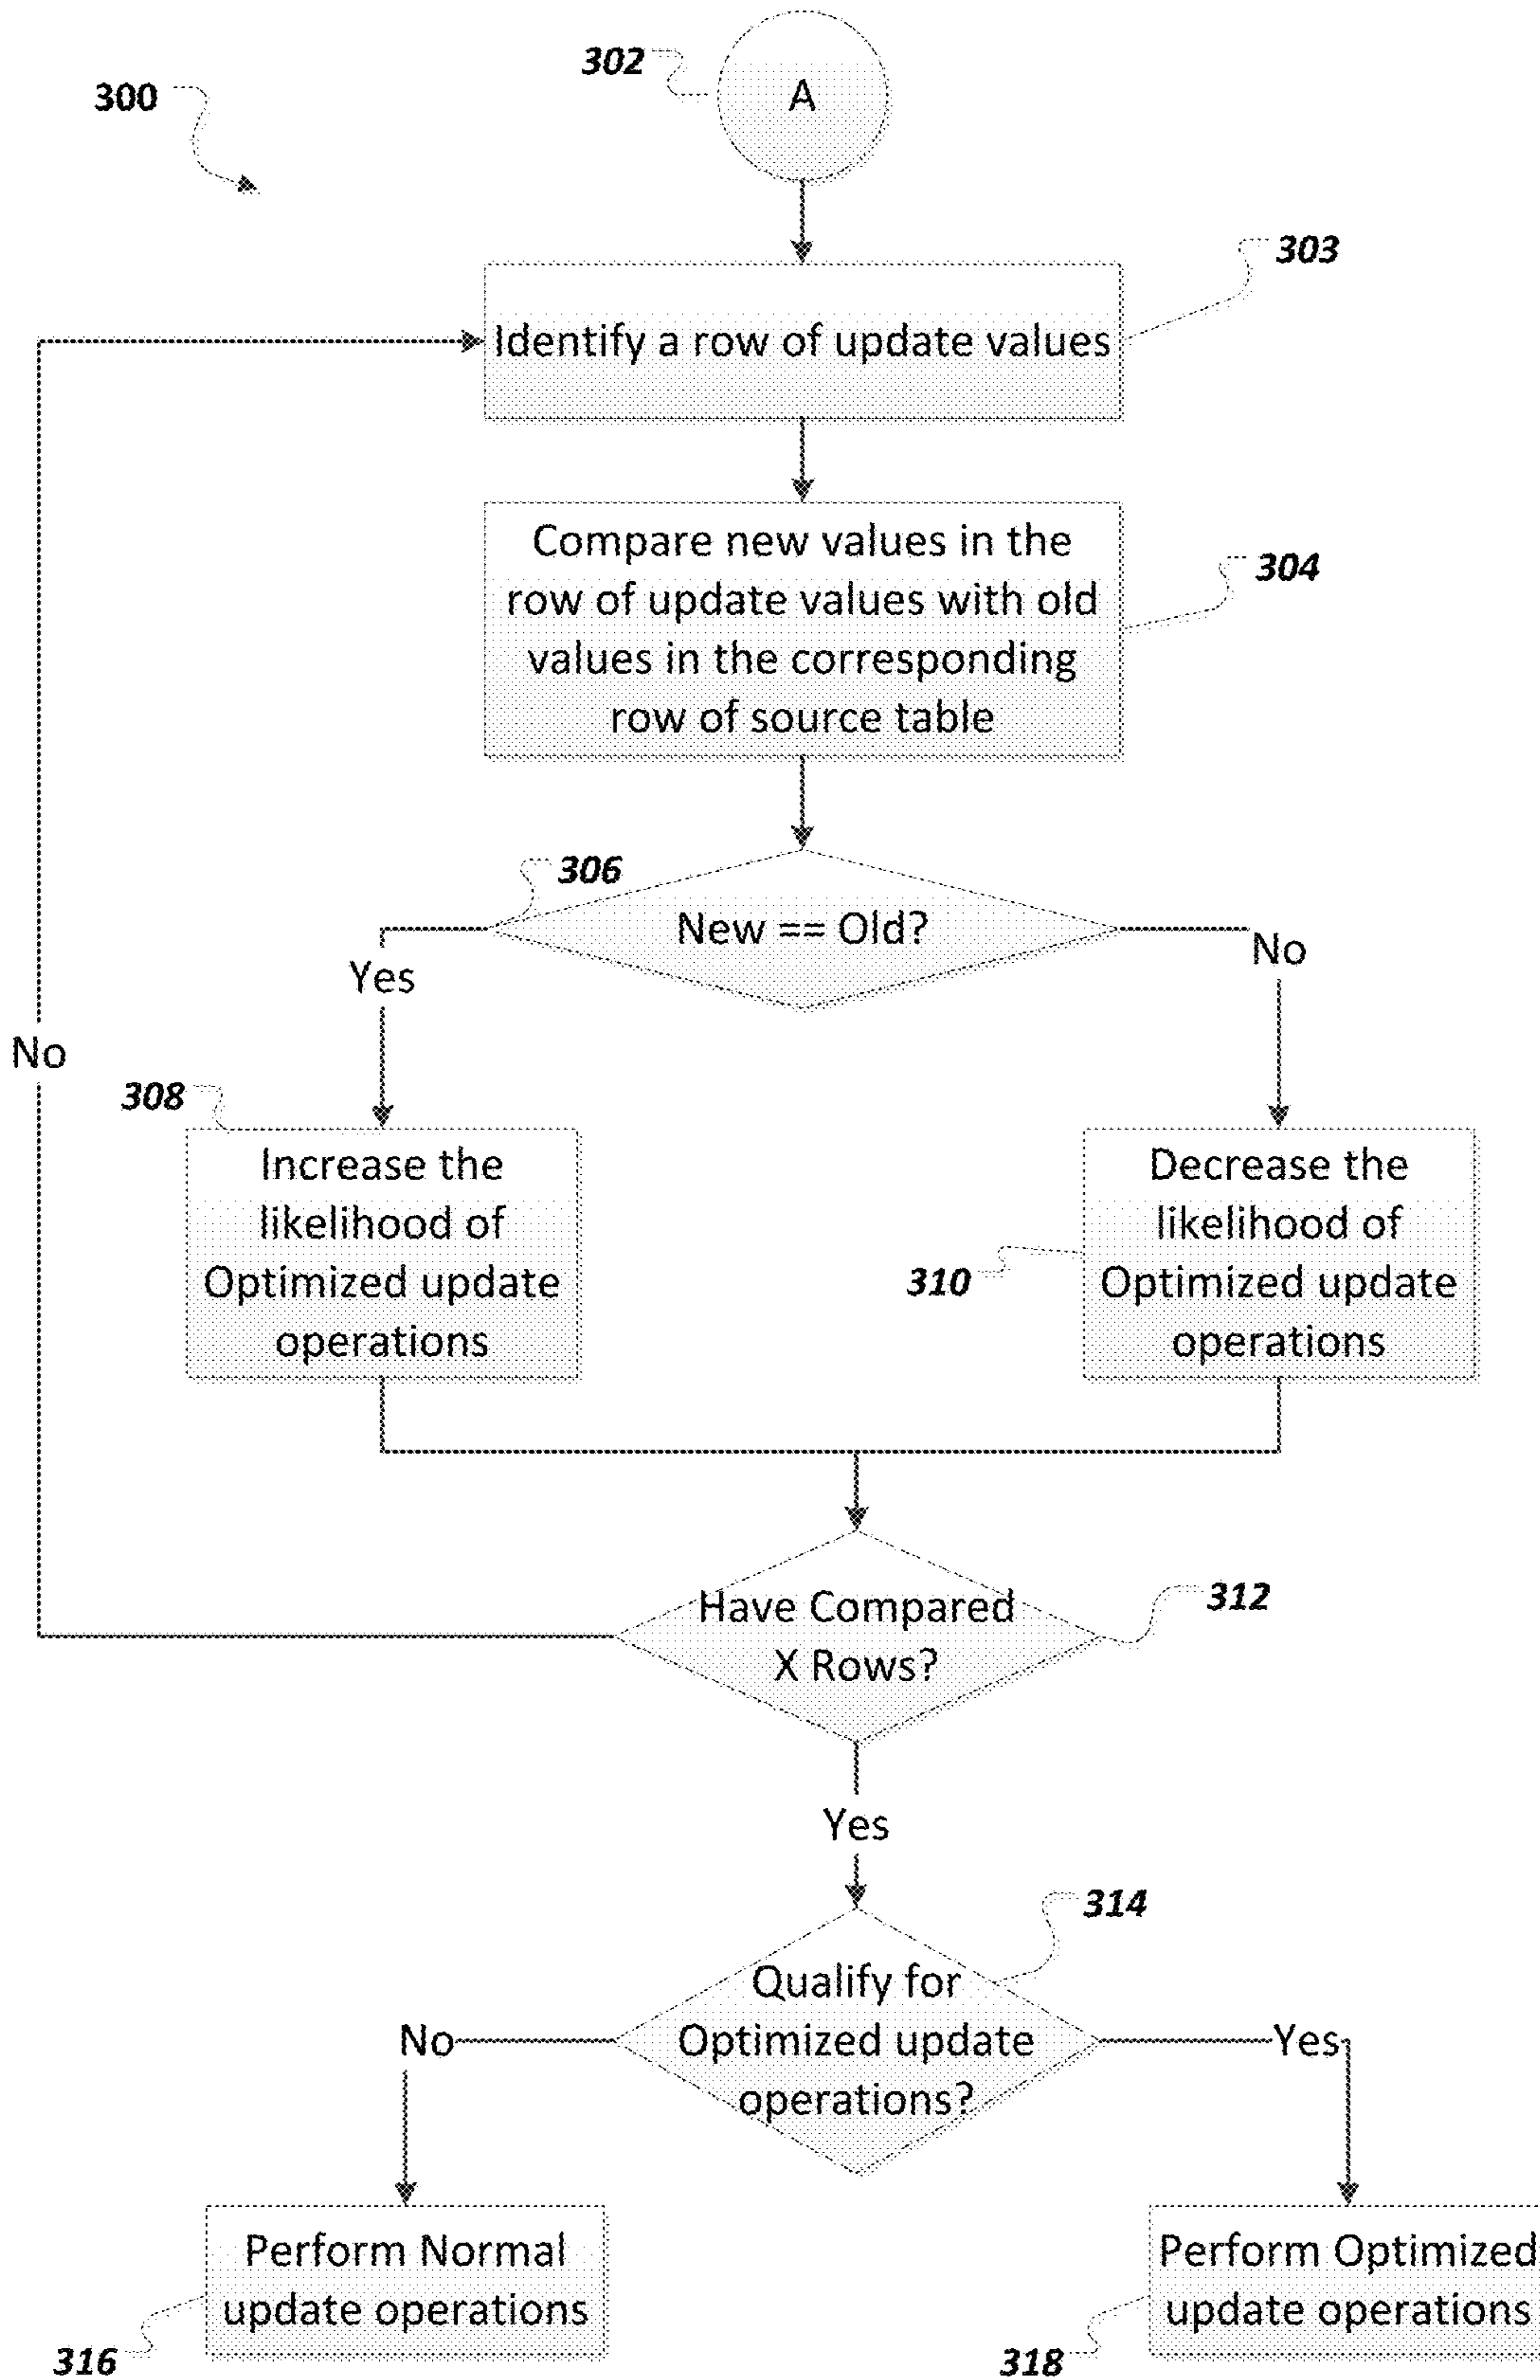 302
A
300
303
Identify a row of update values
Compare new values in the
row of update values with old
values in the corresponding
row of source table
304
306
New == Old?
Yes
No
No
308
Increase the
likelihood of
Optimized update
operations
310
Decrease the
likelihood of
Optimized update
operations
Have Compared
X Rows?
312
Yes
314
Qualify for
Optimized update
operations?
No
Yes
Perform Normal
update operations
316
Perform Optimized
update operations
318